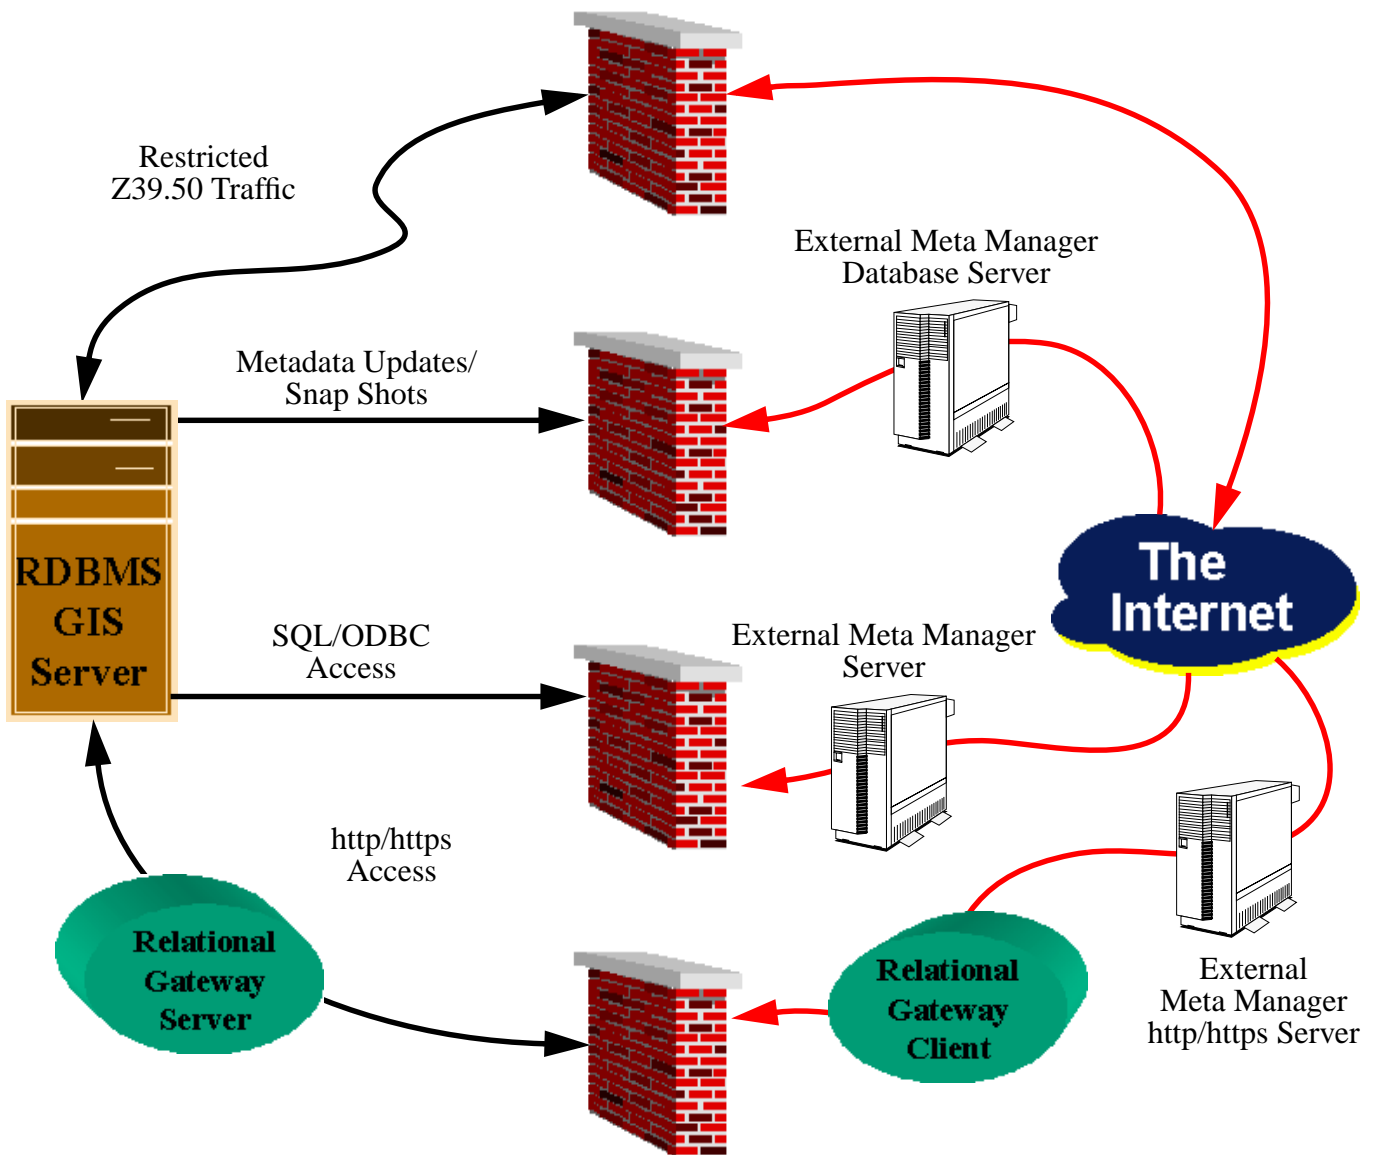 Restricted
Z39.50 Traffic
External Meta Manager
Database Server
Metadata Updates/
Snap Shots
RDBMS
GIS
Server
The
Internet
SQL/ODBC
Access
External Meta Manager
Server
http/https
Access
Relational
Gateway
Server
Relational
Gateway
Client
External
Meta Manager
http/https Server